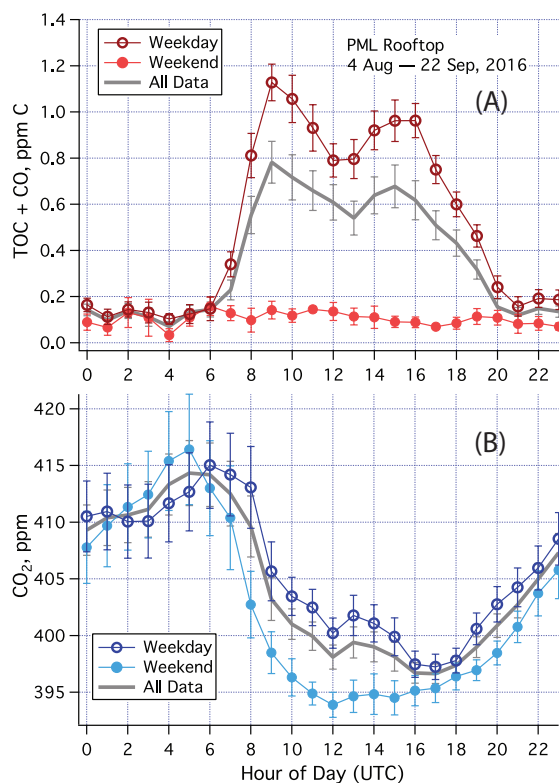 1.4
1.2
1.0
0.8
0.6
0.4
0.2
0.0
TOC + CO, ppm C
Weekday
Weekend
All Data
PML Rooftop
4 Aug — 22 Sep, 2016
(A)
0 2 4 6 8 10 12 14 16 18 20 22
420
415
410
405
400
395
CO₂, ppm
(B)
Weekday
Weekend
All Data
0 2 4 6 8 10 12 14 16 18 20 22
Hour of Day (UTC)